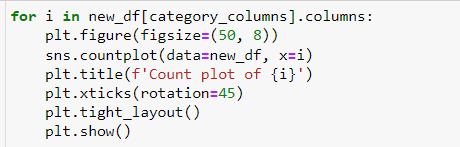 for i in new_df[category_columns].columns:
    plt.figure(figsize=(50, 8))
    sns.countplot(data=new_df, x=i)
    plt.title(f'Count plot of {i}')
    plt.xticks(rotation=45)
    plt.tight_layout()
    plt.show()